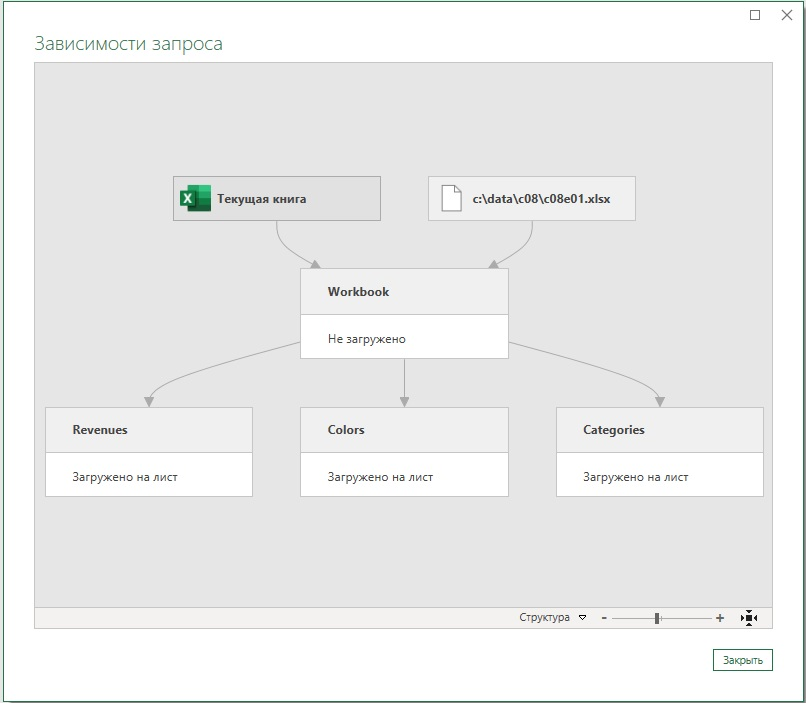 Зависимости запроса
Текущая книга
c:\data\c08\c08e01.xlsx
Workbook
Не загружено
Revenues
Colors
Categories
Загружено на лист
Загружено на лист
Загружено на лист
Структура
Закрыть